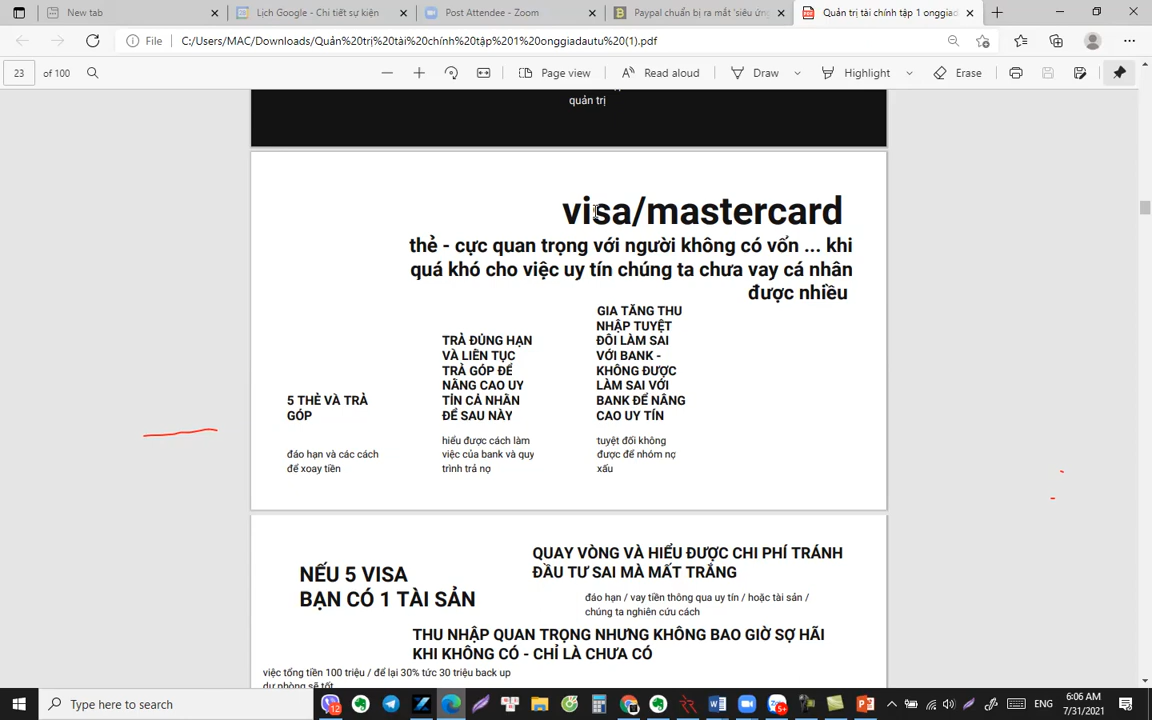 New tab
Lịch Google - Chi tiết sự kiện
Post Attendee - Zoom
Paypal chuẩn bị ra mắt 'siêu ứng
Quản trị tài chính tập 1 onggiadau
File
C:/Users/MAC/Downloads/Quản%20trị%20tài%20chính%20tập%201%20onggiadautu%20(1).pdf
23 of 100
Page view
Read aloud
Draw
Highlight
Erase
quản trị
visa/mastercard
thẻ - cực quan trọng với người không có vốn ... khi
quá khó cho việc uy tín chúng ta chưa vay cá nhân
được nhiều
5 THẺ VÀ TRẢ
GÓP
đáo hạn và các cách
để xoay tiền
TRẢ ĐÚNG HẠN
VÀ LIÊN TỤC
TRẢ GÓP ĐỂ
NÂNG CAO UY
TÍN CÁ NHÂN
ĐỂ SAU NÀY
hiểu được cách làm
việc của bank và quy
trình trả nợ
GIA TĂNG THU
NHẬP TUYỆT
ĐÔI LÀM SAI
VỚI BANK -
KHÔNG ĐƯỢC
LÀM SAI VỚI
BANK ĐỂ NÂNG
CAO UY TÍN
tuyệt đối không
được để nhóm nợ
xấu
NẾU 5 VISA
BẠN CÓ 1 TÀI SẢN
QUAY VÒNG VÀ HIỂU ĐƯỢC CHI PHÍ TRÁNH
ĐẦU TƯ SAI MÀ MẤT TRẮNG
đáo hạn / vay tiền thông qua uy tín / hoặc tài sản /
chúng ta nghiên cứu cách
THU NHẬP QUAN TRỌNG NHƯNG KHÔNG BAO GIỜ SỢ HÃI
KHI KHÔNG CÓ - CHỈ LÀ CHƯA CÓ
việc tổng tiền 100 triệu / để lại 30% tức 30 triệu back up
dự phòng sẽ tốt
Type here to search
12
5+
ENG
6:06 AM
7/31/2021